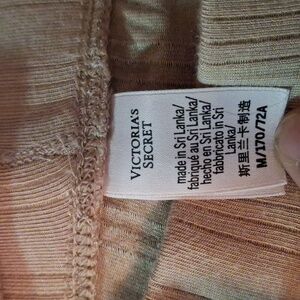 VICTORIA'S
SECRET
made in Sri Lanka/
fabriqué au Sri Lanka/
hecho en Sri Lanka/
fabricato in Sri
Lanka/
斯里兰卡制造
M/170/72A